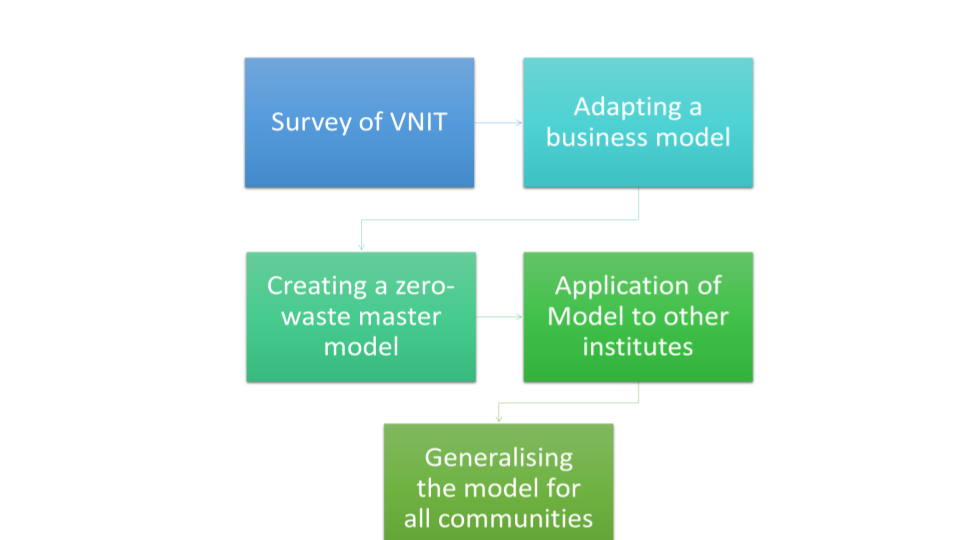 Survey of VNIT
Adapting a
business model
Creating a zero-
waste master
model
Application of
Model to other
institutes
Generalising
the model for
all communities